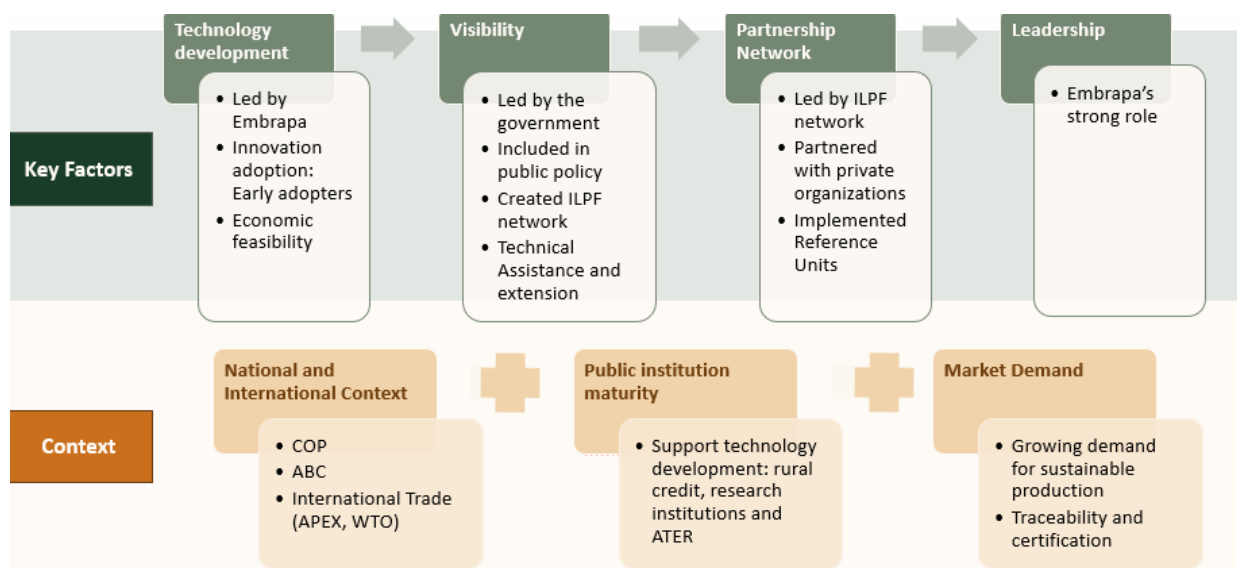 Key Factors
Technology
development
• Led by
Embrapa
• Innovation
adoption:
Early adopters
• Economic
feasibility
Visibility
• Led by the
government
• Included in
public policy
• Created ILPF
network
• Technical
Assistance and
extension
Partnership
Network
• Led by ILPF
network
• Partnered
with private
organizations
• Implemented
Reference
Units
Leadership
• Embrapa’s
strong role
Context
National and
International Context
• COP
• ABC
• International Trade
(APEX, WTO)
Public institution
maturity
• Support technology
development: rural
credit, research
institutions and
ATER
Market Demand
• Growing demand
for sustainable
production
• Traceability and
certification